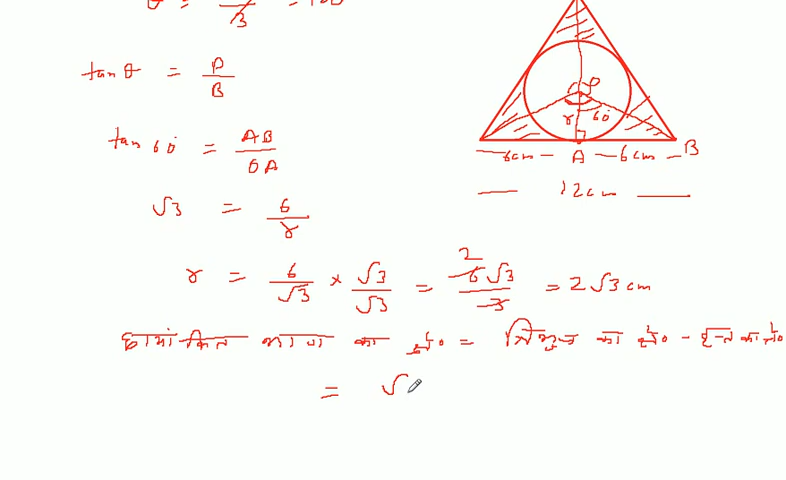 tan θ = P/B
tan 60° = AB/OA
√3 = 6/r
r = 6/√3 × √3/√3 = 6√3/3 = 2√3 cm
छायांकित भाग का क्षे० = त्रिभुज का क्षे० - वृत्त का क्षे०
= √
O
r 60°
6cm A 6cm B
12cm